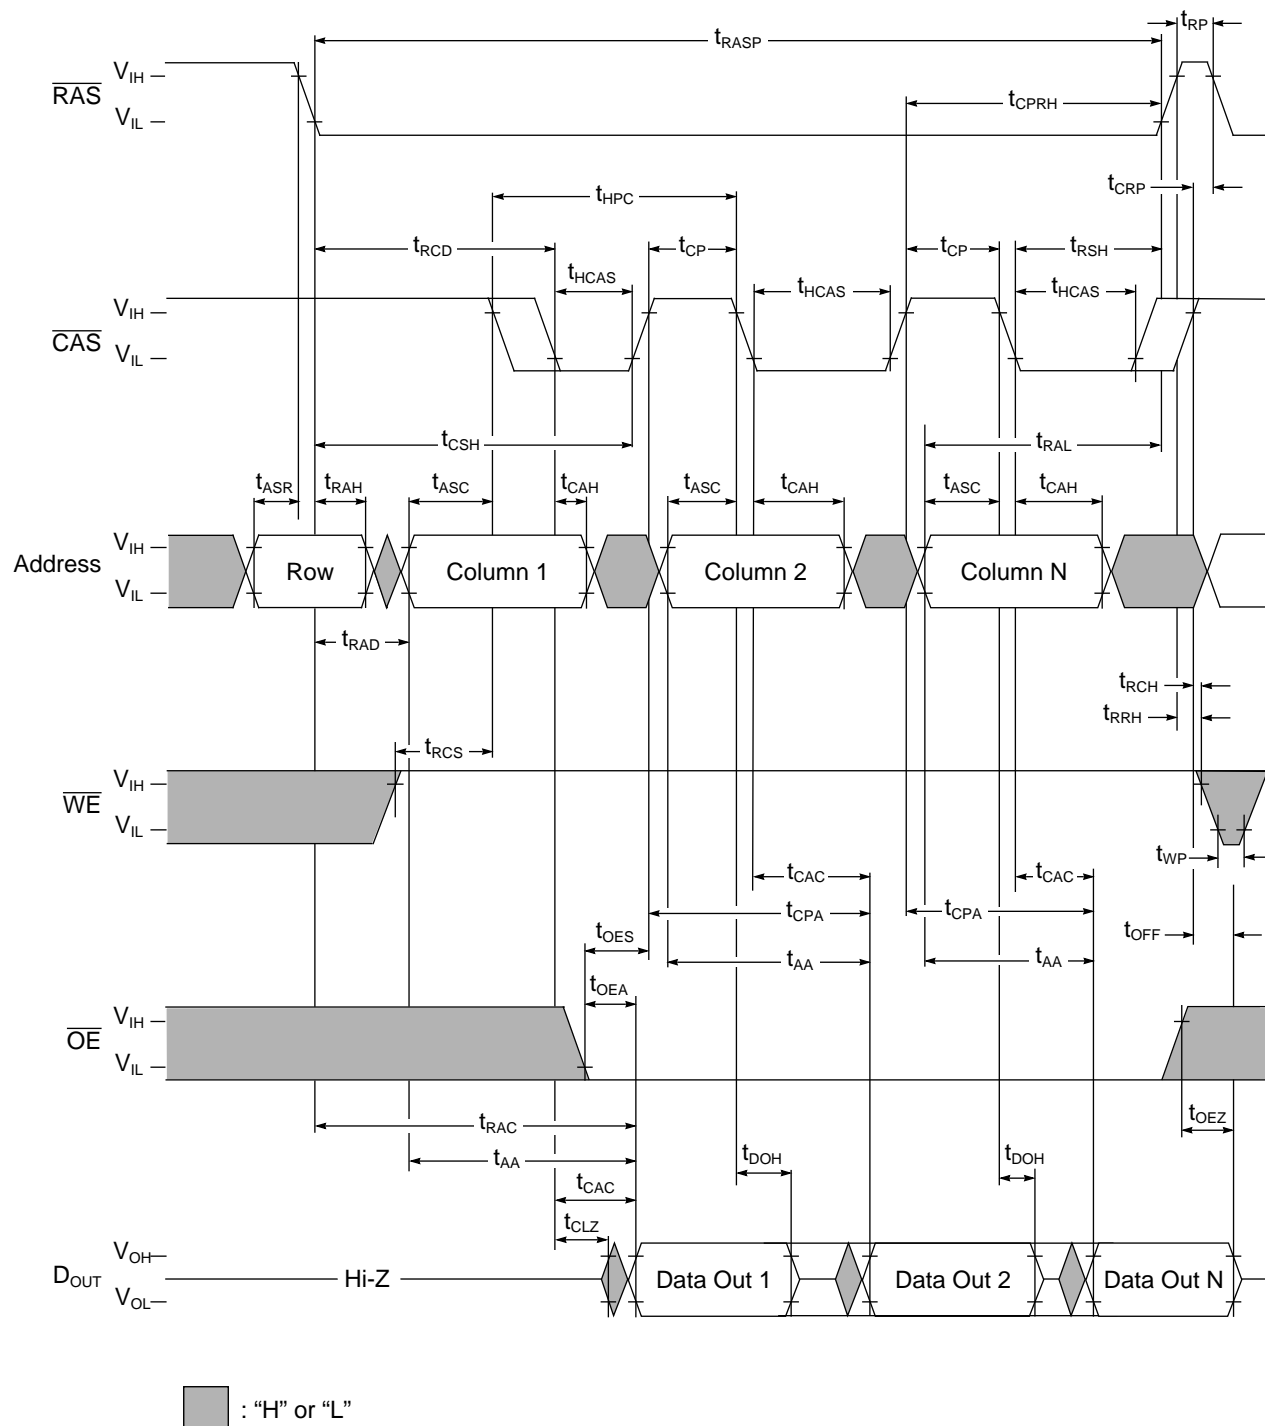 tRP
tRASP
VIH
RAS
tCPRH
VIL
tCRP
tHPC
tRCD
tCP
tCP
tRSH
tHCAS
tHCAS
tHCAS
VIH
CAS
VIL
tCSH
tRAL
tASR
tRAH
tASC
tCAH
tASC
tCAH
tASC
tCAH
VIH
Address
Row
Column 1
Column 2
Column N
VIL
tRAD
tRCH
tRRH
tRCS
VIH
WE
VIL
tWP
tCAC
tCAC
tCPA
tCPA
tOES
tOFF
tAA
tAA
tOEA
VIH
OE
VIL
tRAC
tOEZ
tAA
tDOH
tDOH
tCAC
tCLZ
VOH
DOUT
Hi-Z
Data Out 1
Data Out 2
Data Out N
VOL
: “H” or “L”